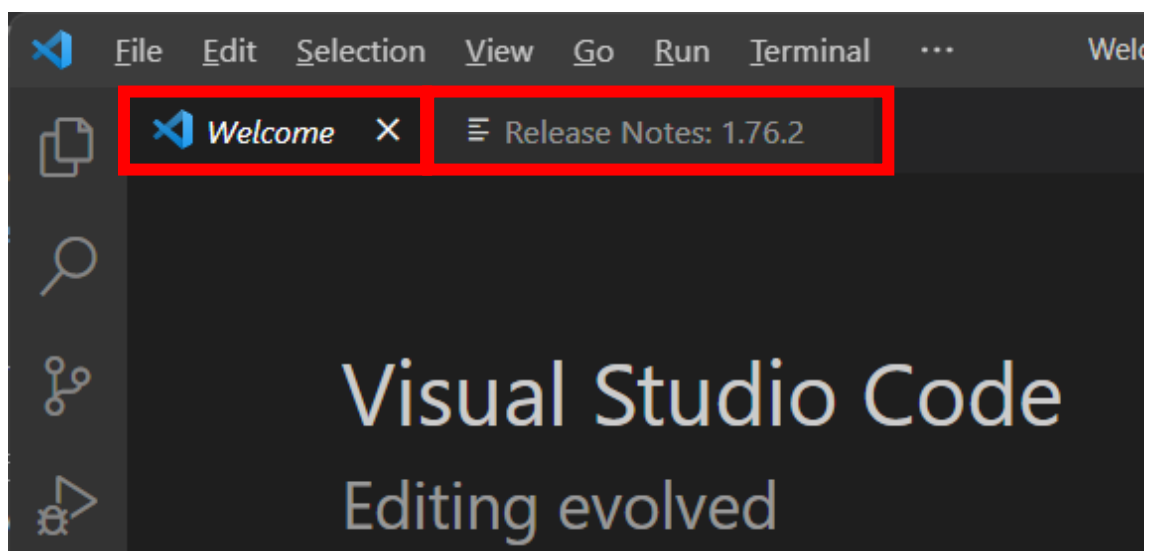 File Edit Selection View Go Run Terminal ···
Welcome × Release Notes: 1.76.2
Visual Studio Code
Editing evolved